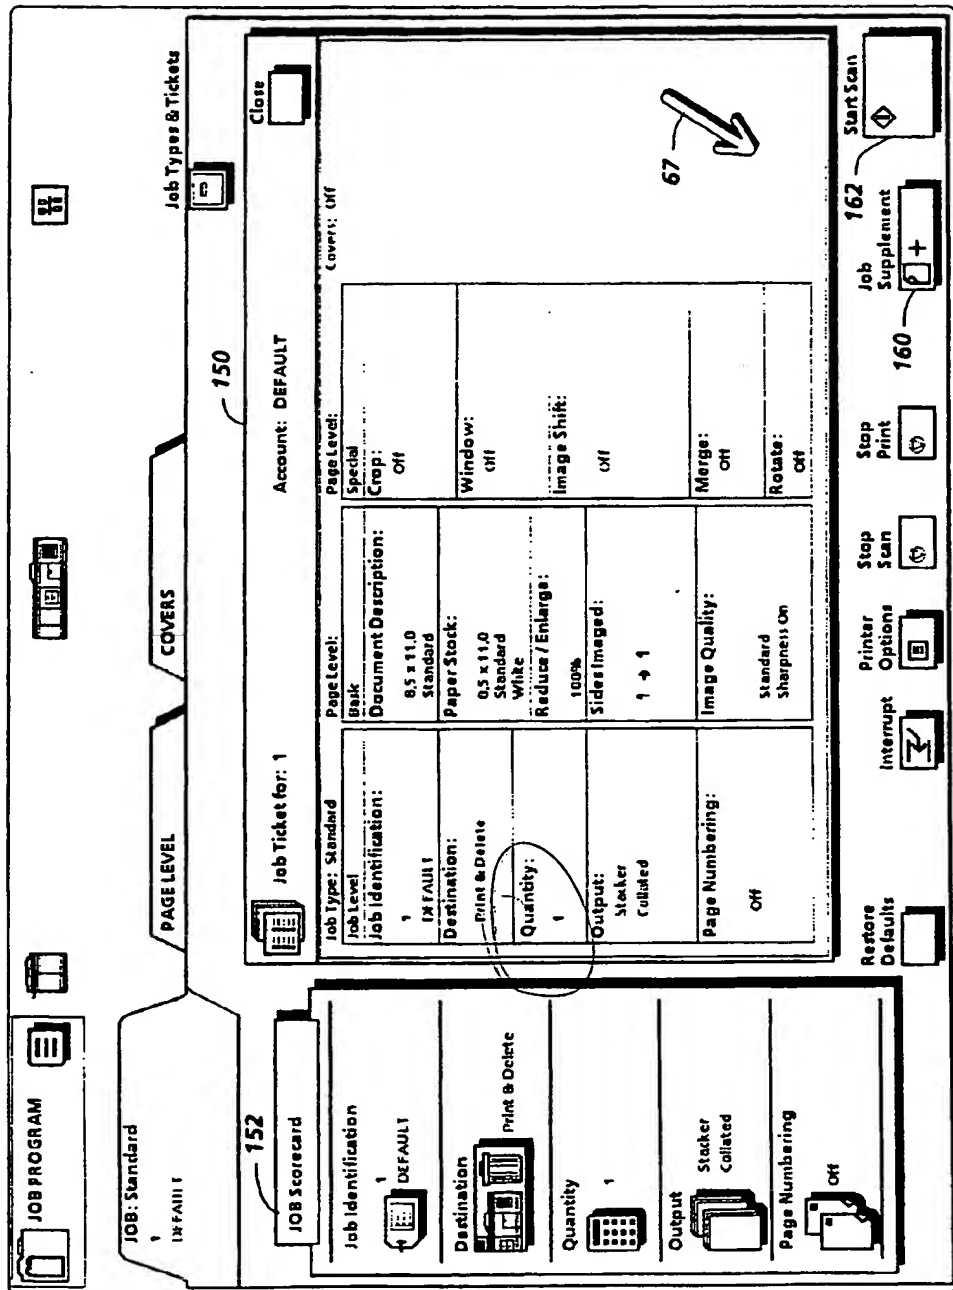 JOB PROGRAM
JOB: Standard
1
DEFAULT
PAGE LEVEL
COVERS
Job Types & Tickets
152
JOB Scorecard
Job Identification
1
DEFAULT
Destination
Print & Delete
Quantity
1
Output
Stacker
Collated
Page Numbering
Off
150
Job Ticket for: 1
Account: DEFAULT
Close
Job Type: Standard
Job Level
Job Identification:
1
DEFAULT
Destination:
Print & Delete
Quantity:
1
Output:
Stacker
Collated
Page Numbering:
Off
Page Level:
Basic
Document Description:
8.5 x 11.0
Standard
Paper Stock:
8.5 x 11.0
Standard
White
Reduce / Enlarge:
100%
Sides Imaged:
1 → 1
Image Quality:
Standard
Sharpness On
Page Level:
Special
Crop:
Off
Window:
Off
Image Shift:
Off
Merge:
Off
Rotate:
Off
Covers: Off
67
Restore
Defaults
Interrupt
Printer
Options
Stop
Scan
Stop
Print
Job
Supplement
160
Start Scan
162